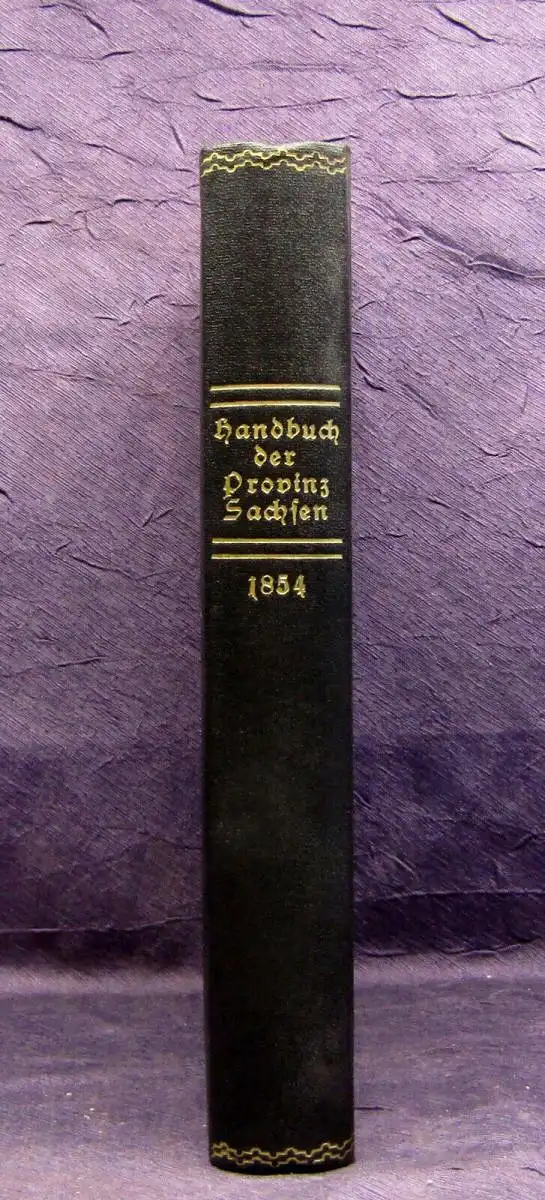 Handbuch
der
Provinz
Sachſen
1854